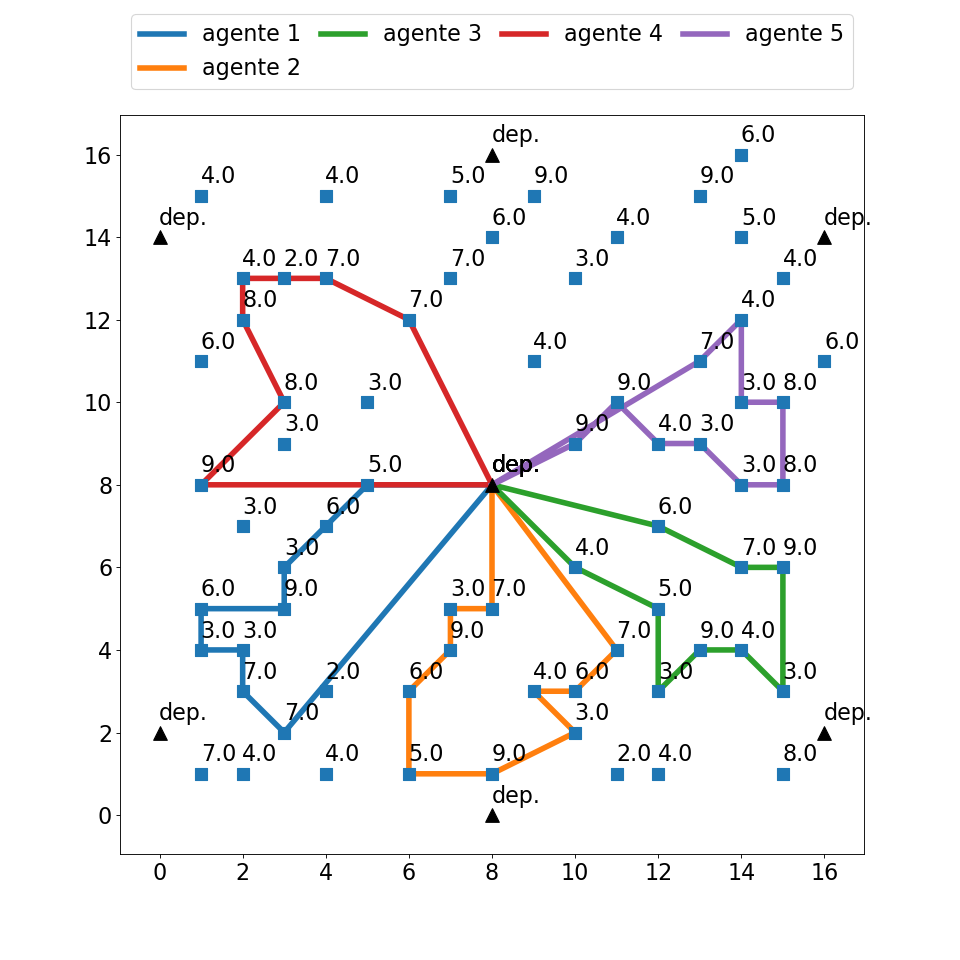 agente 1 agente 3 agente 4 agente 5
agente 2
dep. 6.0
16
4.0 4.0 5.0 9.0 9.0
dep. 6.0 4.0 5.0 dep.
14
4.0 2.0 7.0 7.0 3.0 4.0
8.0 7.0 4.0
12
6.0 4.0 7.0 6.0
8.0 3.0 9.0 3.0 8.0
10
3.0 9.0 4.0 3.0
9.0 5.0 dep. 3.0 8.0
8
3.0 6.0 6.0
3.0 4.0 7.0 9.0
6
6.0 9.0 3.0 7.0 5.0
3.0 3.0 9.0 7.0 9.0 4.0
4
7.0 2.0 6.0 4.0 6.0 3.0 3.0
dep. 7.0 3.0 dep.
2
7.0 4.0 4.0 5.0 9.0 2.0 4.0 8.0
dep.
0
0 2 4 6 8 10 12 14 16